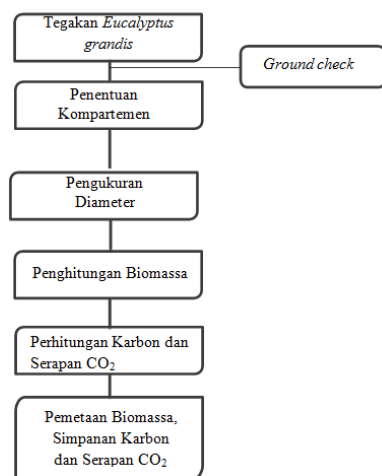 Tegakan Eucalyptus
grandis
Ground check
Penentuan
Kompartemen
Pengukuran
Diameter
Penghitungan Biomassa
Perhitungan Karbon dan
Serapan CO₂
Pemetaan Biomassa,
Simpanan Karbon
dan Serapan CO₂